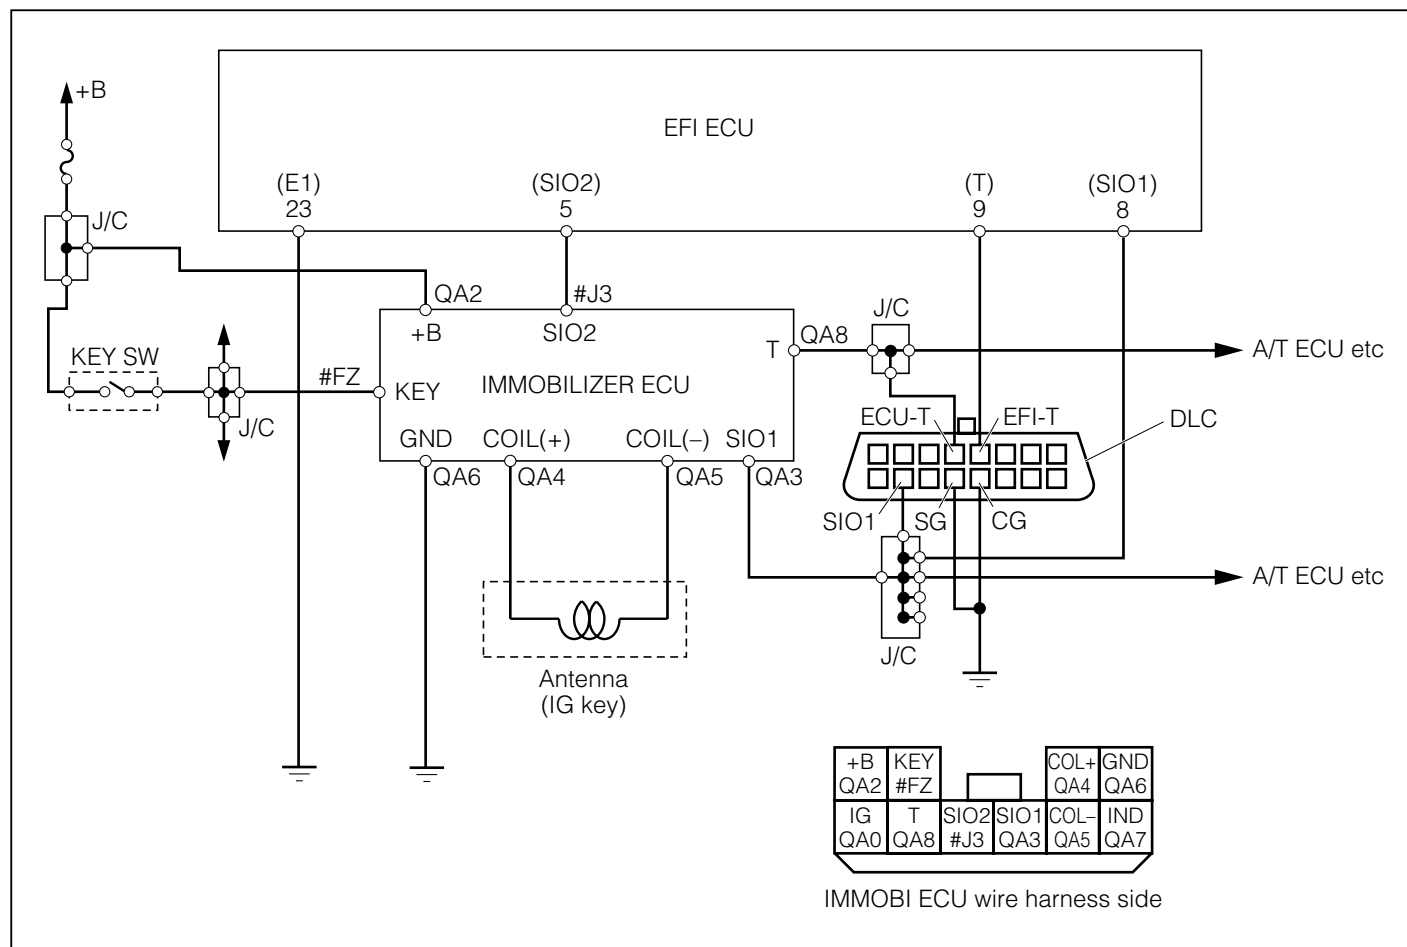 +B
EFI ECU
(E1)
23
(SIO2)
5
(T)
9
(SIO1)
8
J/C
QA2
#J3
+B
SIO2
J/C
T
QA8
A/T ECU etc
KEY SW
#FZ
KEY
IMMOBILIZER ECU
J/C
ECU-T
EFI-T
DLC
GND
COIL(+)
COIL(–)
SIO1
QA6
QA4
QA5
QA3
SIO1
SG
CG
A/T ECU etc
J/C
Antenna
(IG key)
+B KEY COL+ GND
QA2 #FZ QA4 QA6
IG T SIO2 SIO1 COL– IND
QA0 QA8 #J3 QA3 QA5 QA7
IMMOBI ECU wire harness side